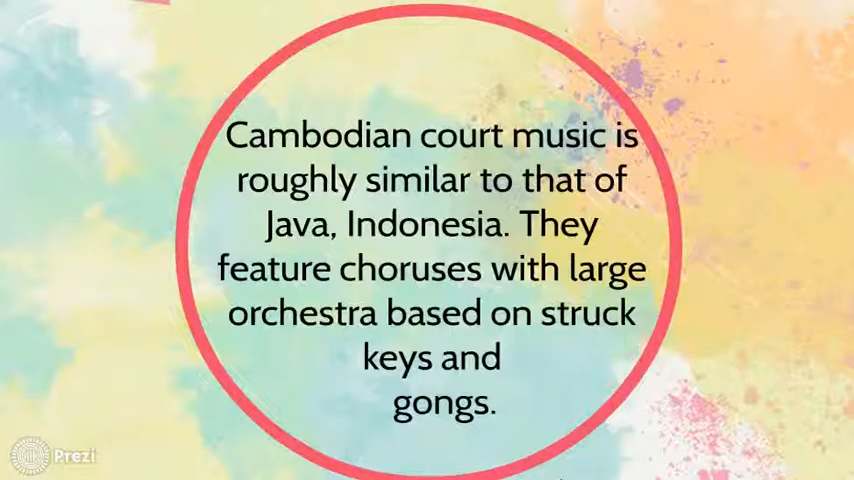 Cambodian court music is
roughly similar to that of
Java, Indonesia. They
feature choruses with large
orchestra based on struck
keys and
gongs.
Prezi